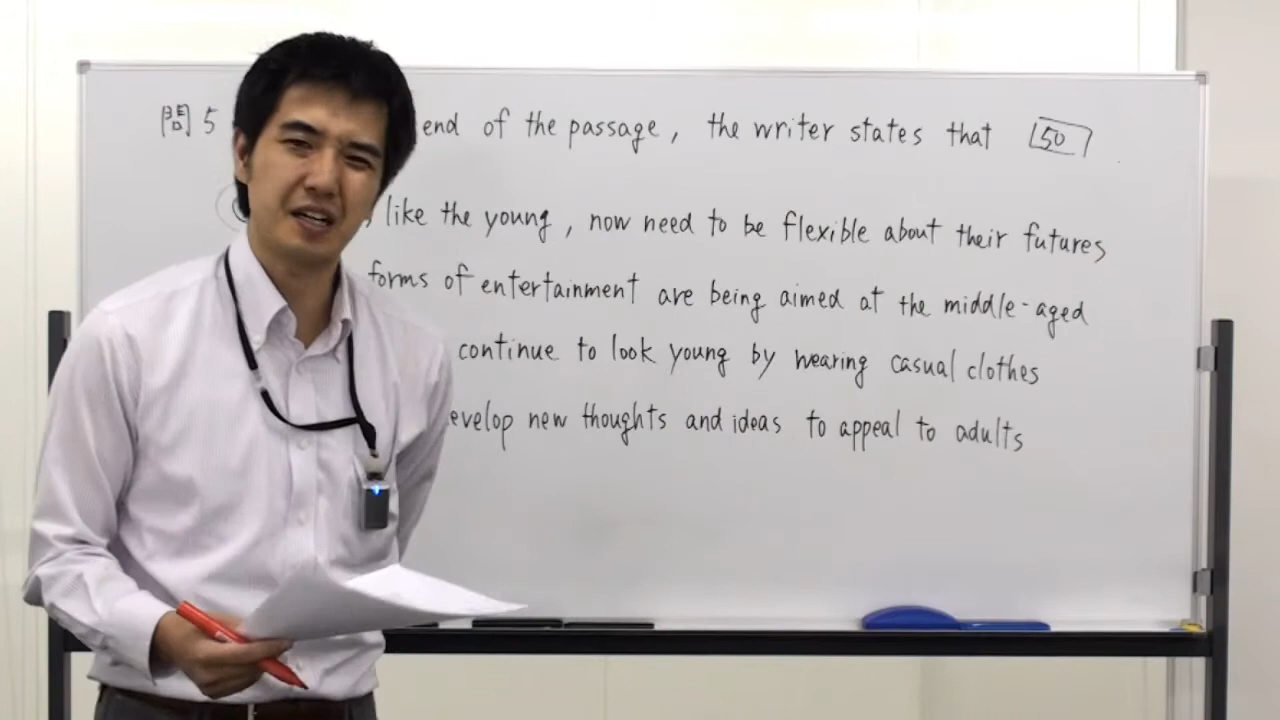 問5 end of the passage, the writer states that 50
, like the young, now need to be flexible about their futures
forms of entertainment are being aimed at the middle-aged
continue to look young by wearing casual clothes
evelop new thoughts and ideas to appeal to adults